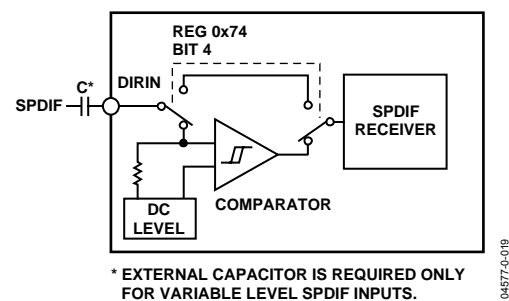 REG 0x74
BIT 4
C*
DIRIN
SPDIF
SPDIF
RECEIVER
COMPARATOR
DC
LEVEL
* EXTERNAL CAPACITOR IS REQUIRED ONLY
FOR VARIABLE LEVEL SPDIF INPUTS.
04577-0-019